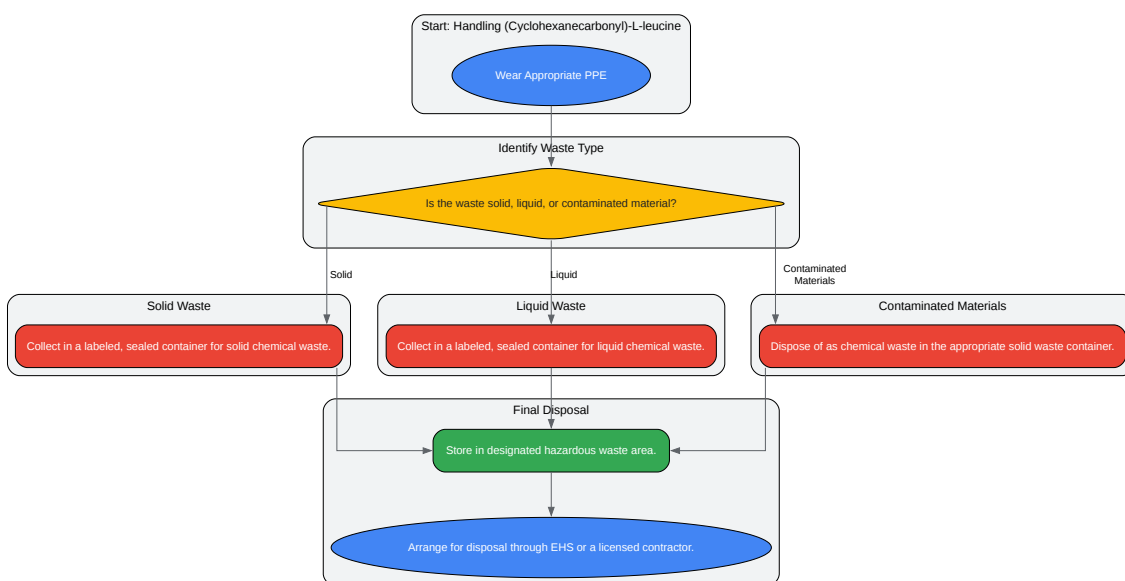 Start: Handling (Cyclohexanecarbonyl)-L-leucine
Wear Appropriate PPE
Identify Waste Type
Is the waste solid, liquid, or contaminated material?
Solid
Liquid
Contaminated
Materials
Solid Waste
Liquid Waste
Contaminated Materials
Collect in a labeled, sealed container for solid chemical waste.
Collect in a labeled, sealed container for liquid chemical waste.
Dispose of as chemical waste in the appropriate solid waste container.
Final Disposal
Store in designated hazardous waste area.
Arrange for disposal through EHS or a licensed contractor.